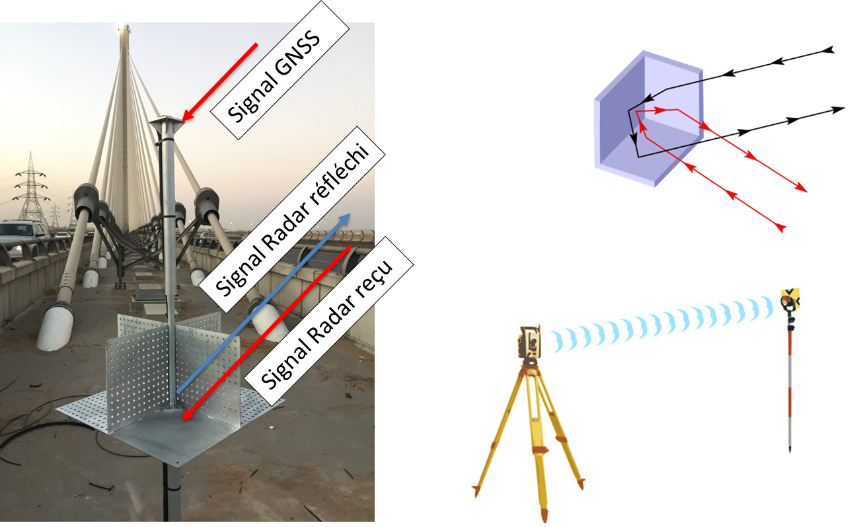 Signal GNSS
Signal Radar réfléchi
Signal Radar reçu